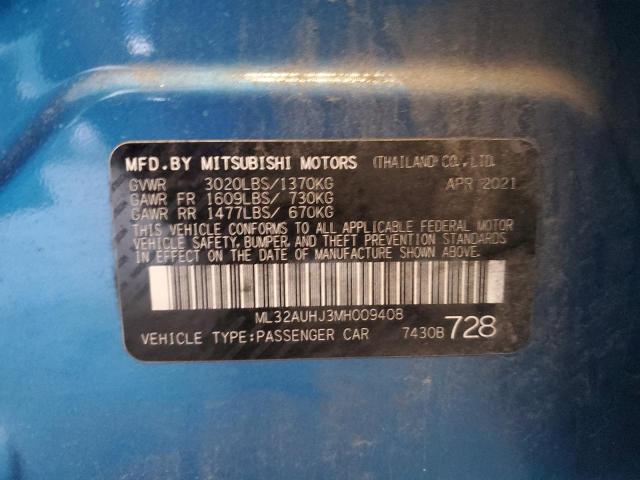 MFD.BY MITSUBISHI MOTORS (THAILAND) CO., LTD.
GVWR 3020LBS/1370KG APR 2021
GAWR FR 1609LBS/ 730KG
GAWR RR 1477LBS/ 670KG
THIS VEHICLE CONFORMS TO ALL APPLICABLE FEDERAL MOTOR
VEHICLE SAFETY, BUMPER, AND THEFT PREVENTION STANDARDS
IN EFFECT ON THE DATE OF MANUFACTURE SHOWN ABOVE.
ML32AUHJ3MH009408
VEHICLE TYPE:PASSENGER CAR 7430B 728